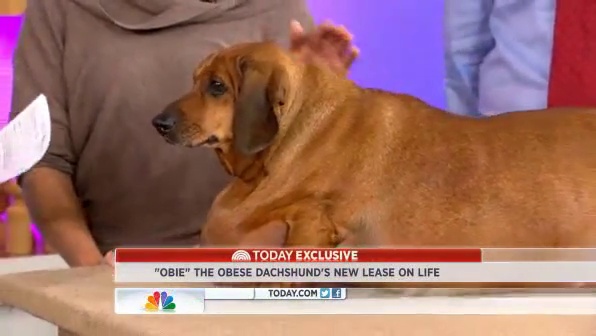 TODAY EXCLUSIVE
"OBIE" THE OBESE DACHSHUND'S NEW LEASE ON LIFE
TODAY.COM